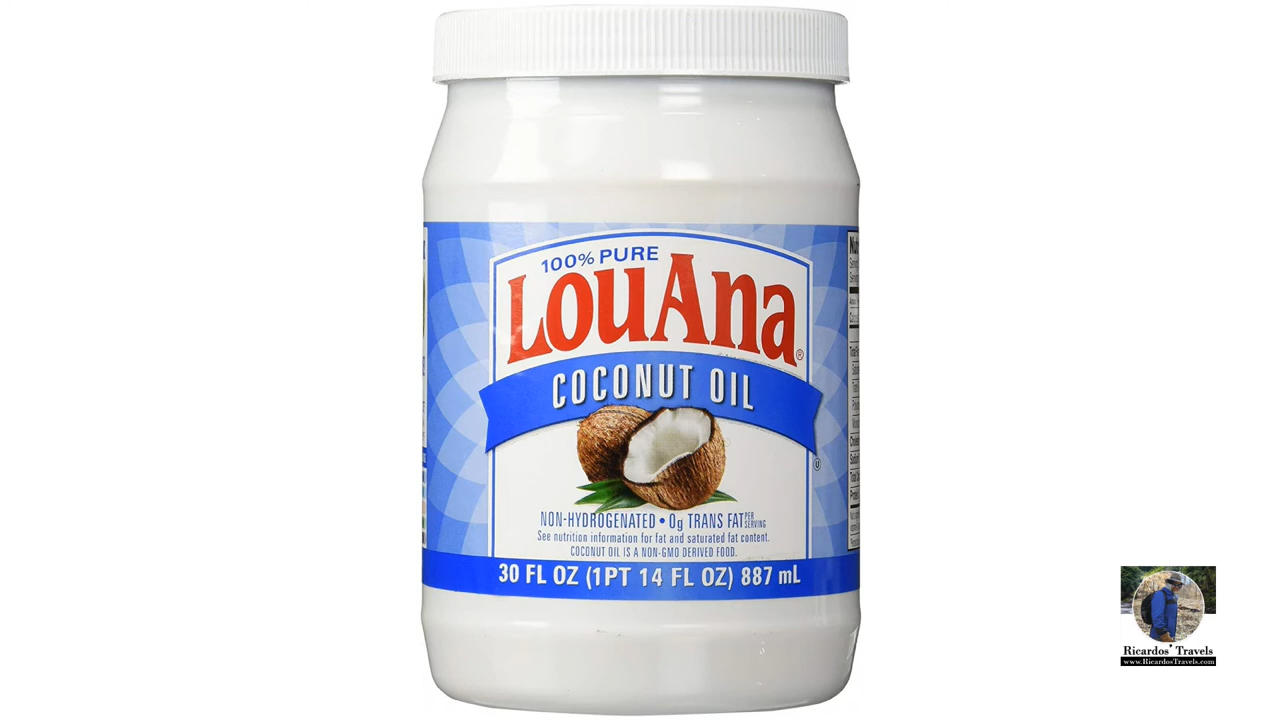 100% PURE
LOUANA®
COCONUT OIL
U
NON-HYDROGENATED • 0g TRANS FAT PER SERVING
See nutrition information for fat and saturated fat content.
COCONUT OIL IS A NON-GMO DERIVED FOOD.
30 FL OZ (1PT 14 FL OZ) 887 mL
Ricardos' Travels
www.RicardosTravels.com